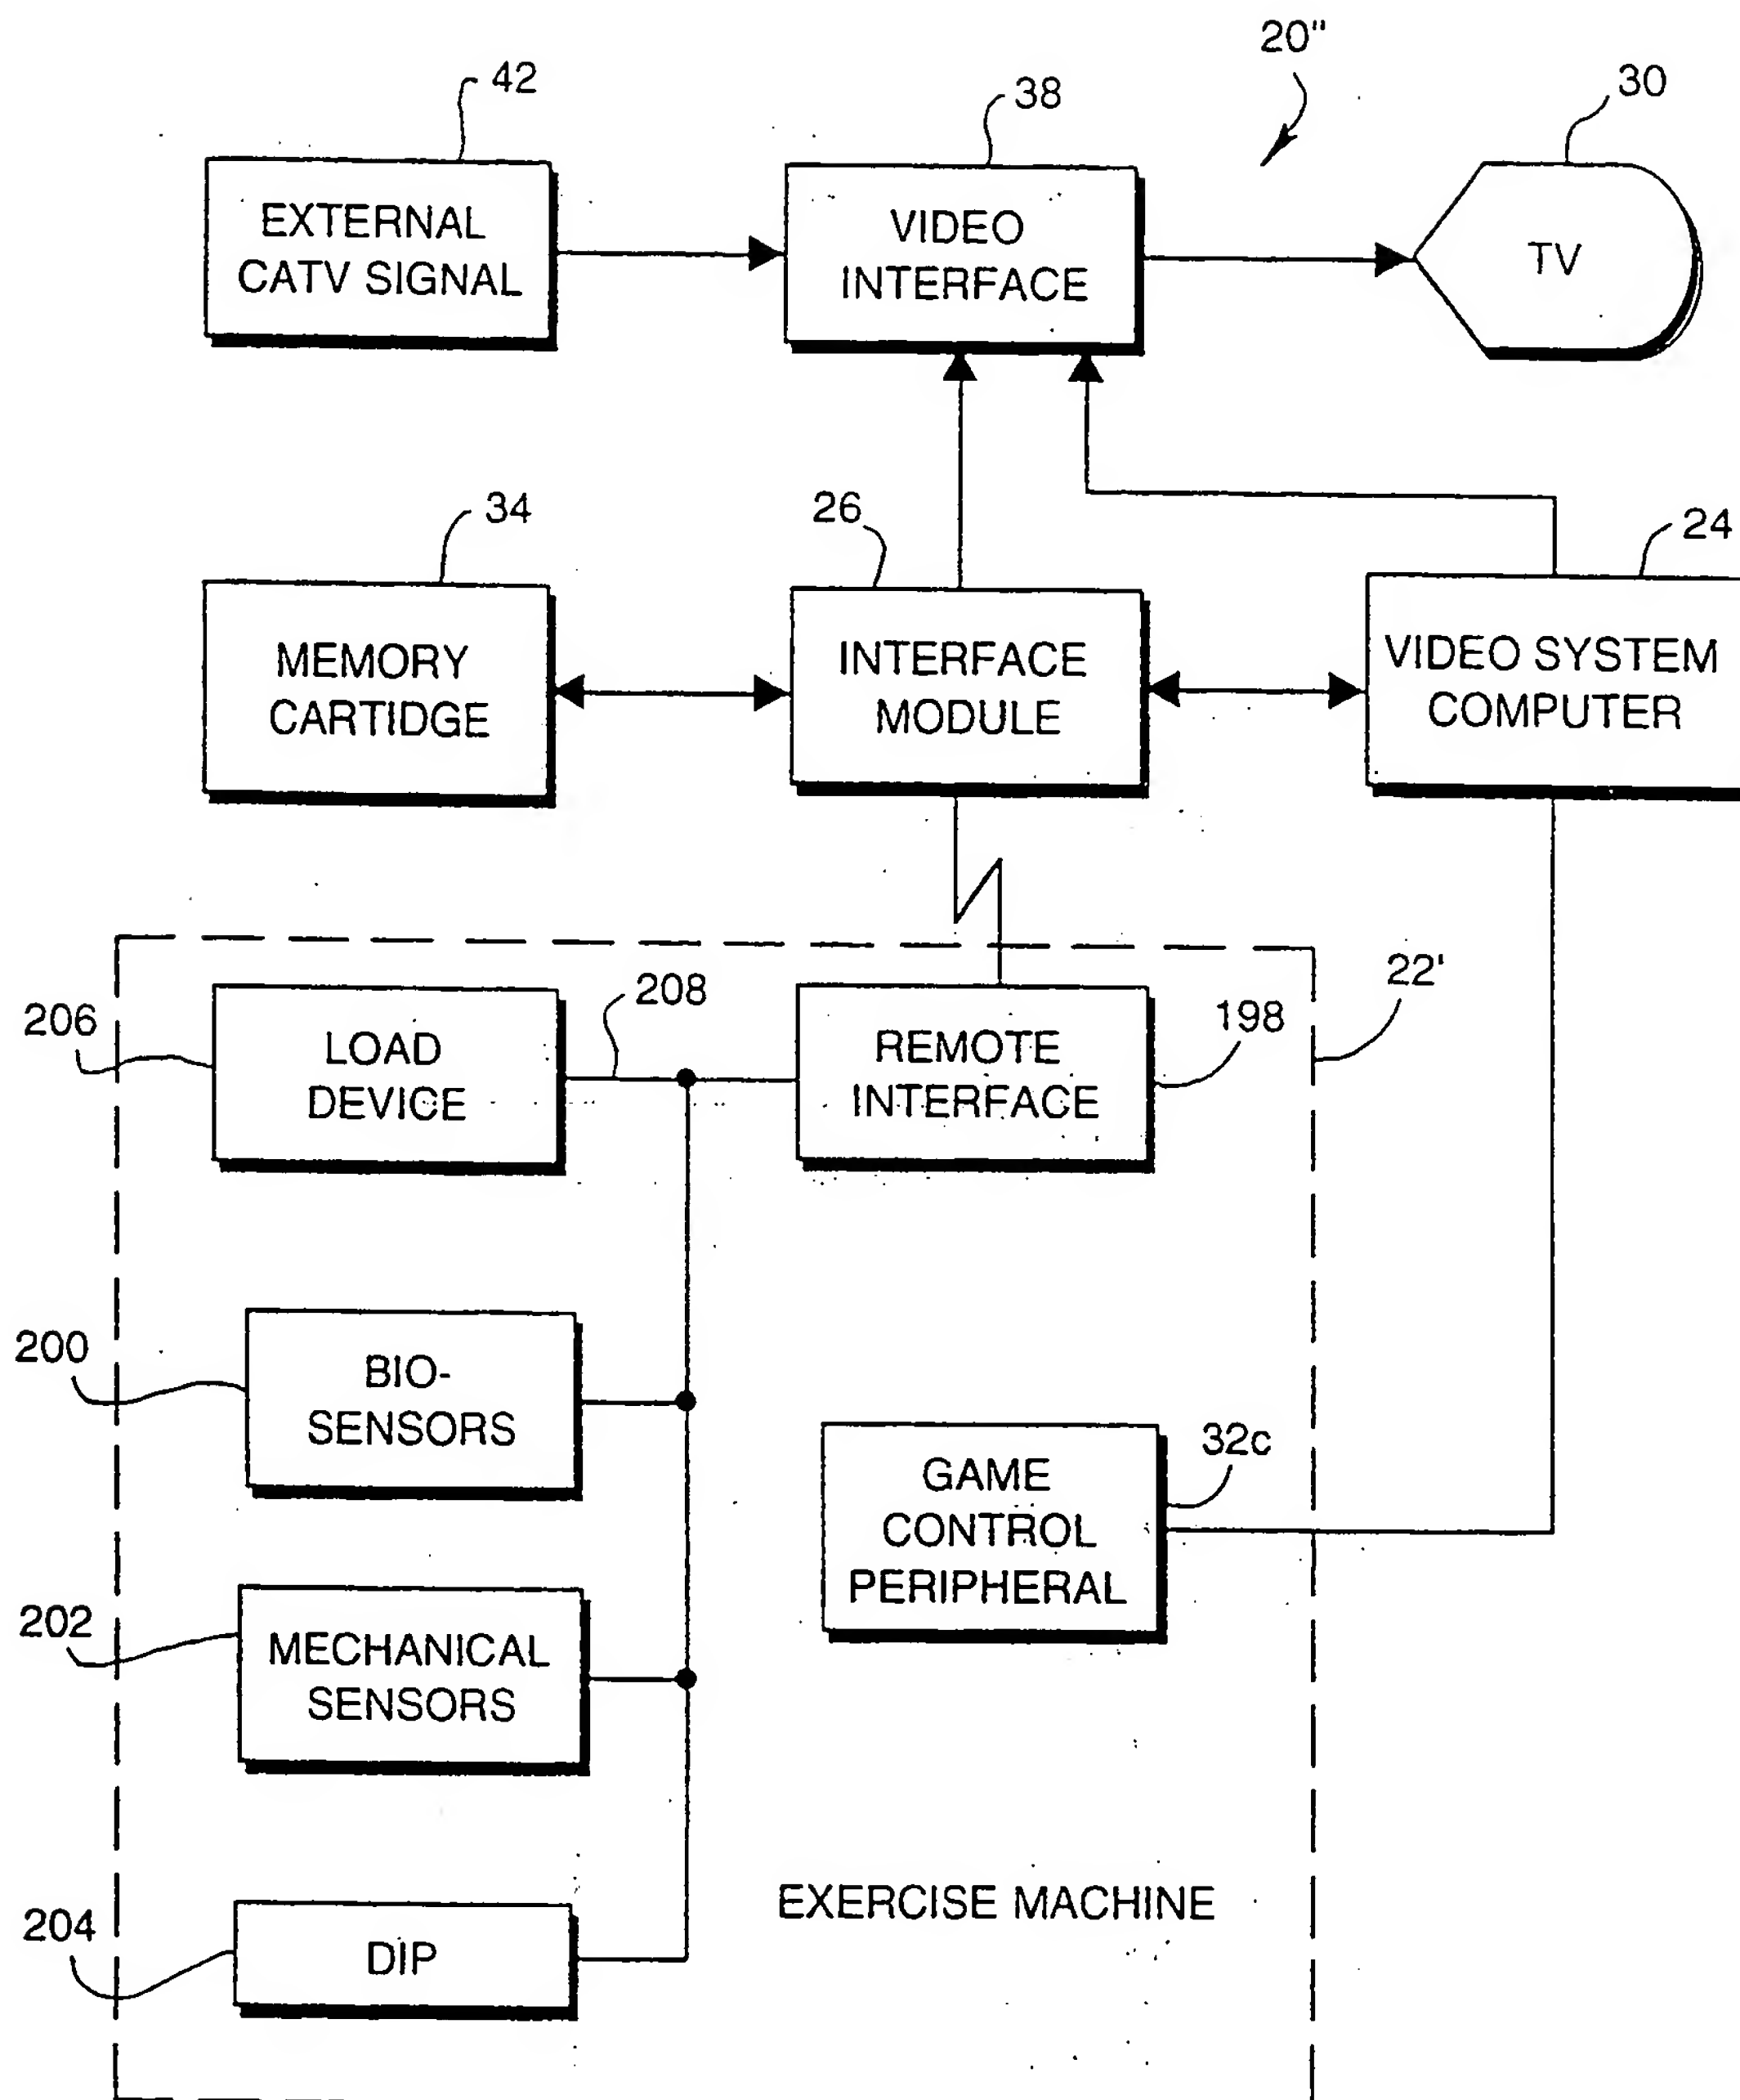 20"
42
38
30
EXTERNAL
CATV SIGNAL
VIDEO
INTERFACE
TV
34
26
24
MEMORY
CARTIDGE
INTERFACE
MODULE
VIDEO SYSTEM
COMPUTER
22'
206
208
198
LOAD
DEVICE
REMOTE
INTERFACE
200
BIO-
SENSORS
32c
GAME
CONTROL
PERIPHERAL
202
MECHANICAL
SENSORS
EXERCISE MACHINE
204
DIP